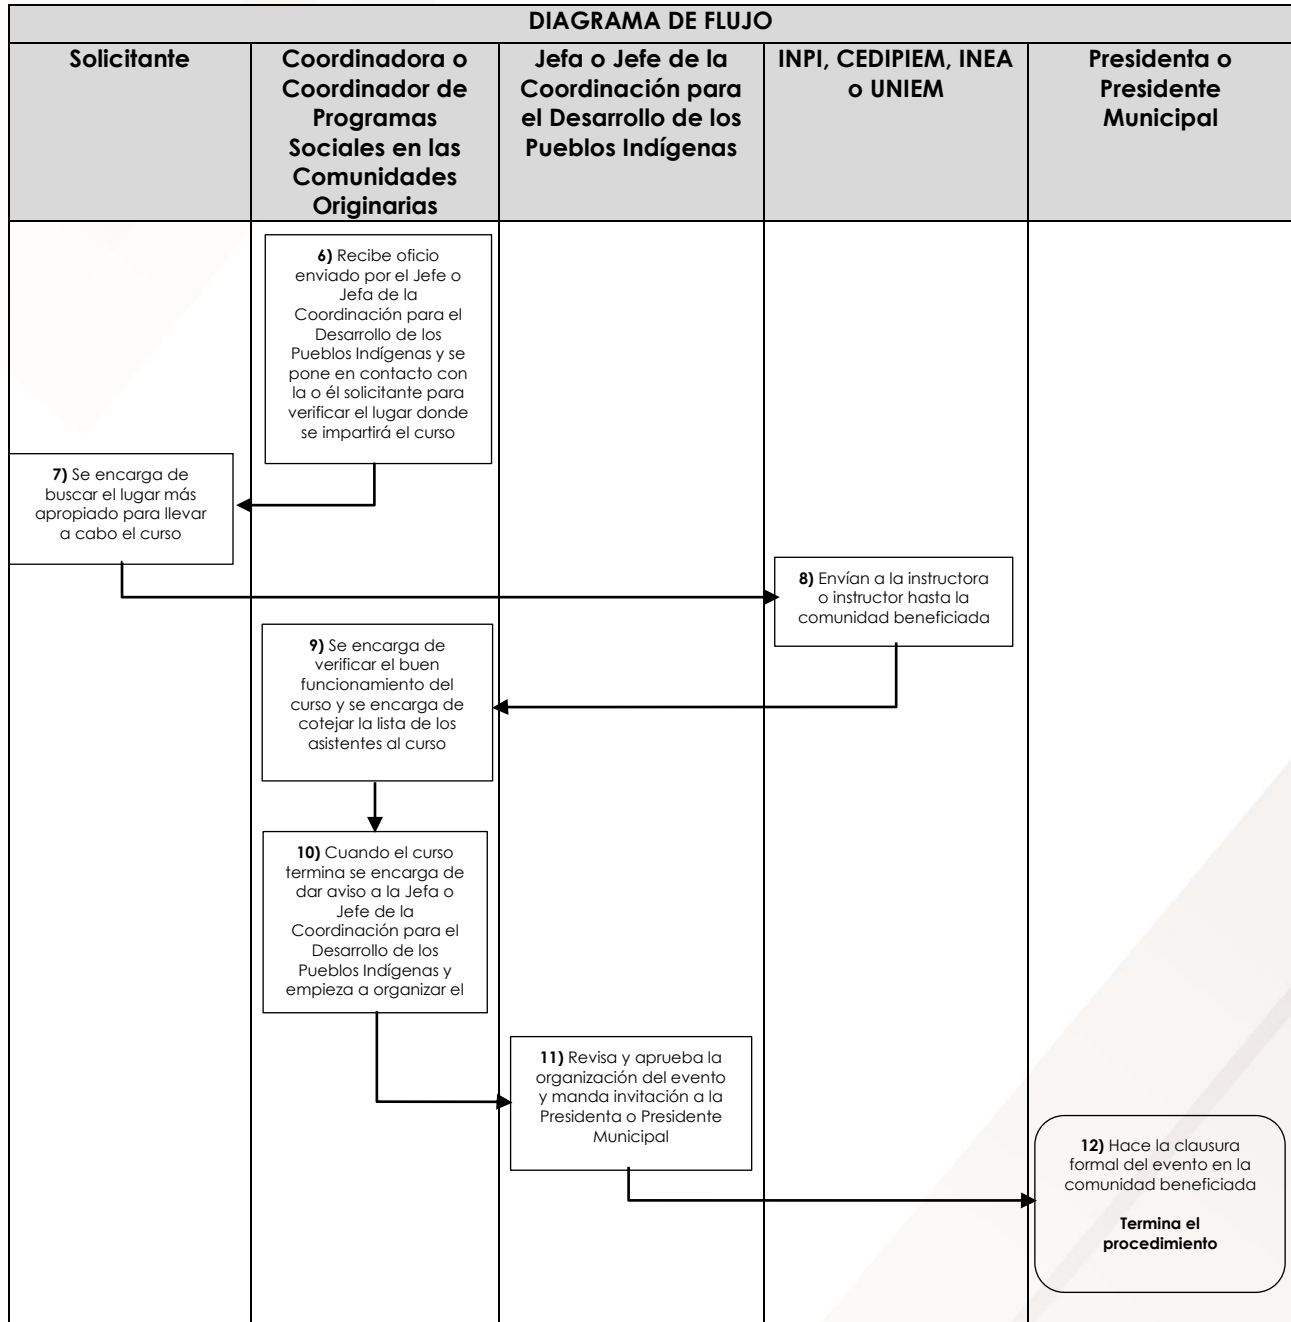 DIAGRAMA DE FLUJO
Solicitante
Coordinadora o
Coordinador de
Programas
Sociales en las
Comunidades
Originarias
Jefa o Jefe de la
Coordinación para
el Desarrollo de los
Pueblos Indígenas
INPI, CEDIPIEM, INEA
o UNIEM
Presidenta o
Presidente
Municipal
6) Recibe oficio
enviado por el Jefe o
Jefa de la
Coordinación para el
Desarrollo de los
Pueblos Indígenas y se
pone en contacto con
la o él solicitante para
verificar el lugar donde
se impartirá el curso
7) Se encarga de
buscar el lugar más
apropiado para llevar
a cabo el curso
8) Envían a la instructora
o instructor hasta la
comunidad beneficiada
9) Se encarga de
verificar el buen
funcionamiento del
curso y se encarga de
cotejar la lista de los
asistentes al curso
10) Cuando el curso
termina se encarga de
dar aviso a la Jefa o
Jefe de la
Coordinación para el
Desarrollo de los
Pueblos Indígenas y
empieza a organizar el
11) Revisa y aprueba la
organización del evento
y manda invitación a la
Presidenta o Presidente
Municipal
12) Hace la clausura
formal del evento en la
comunidad beneficiada
Termina el
procedimiento